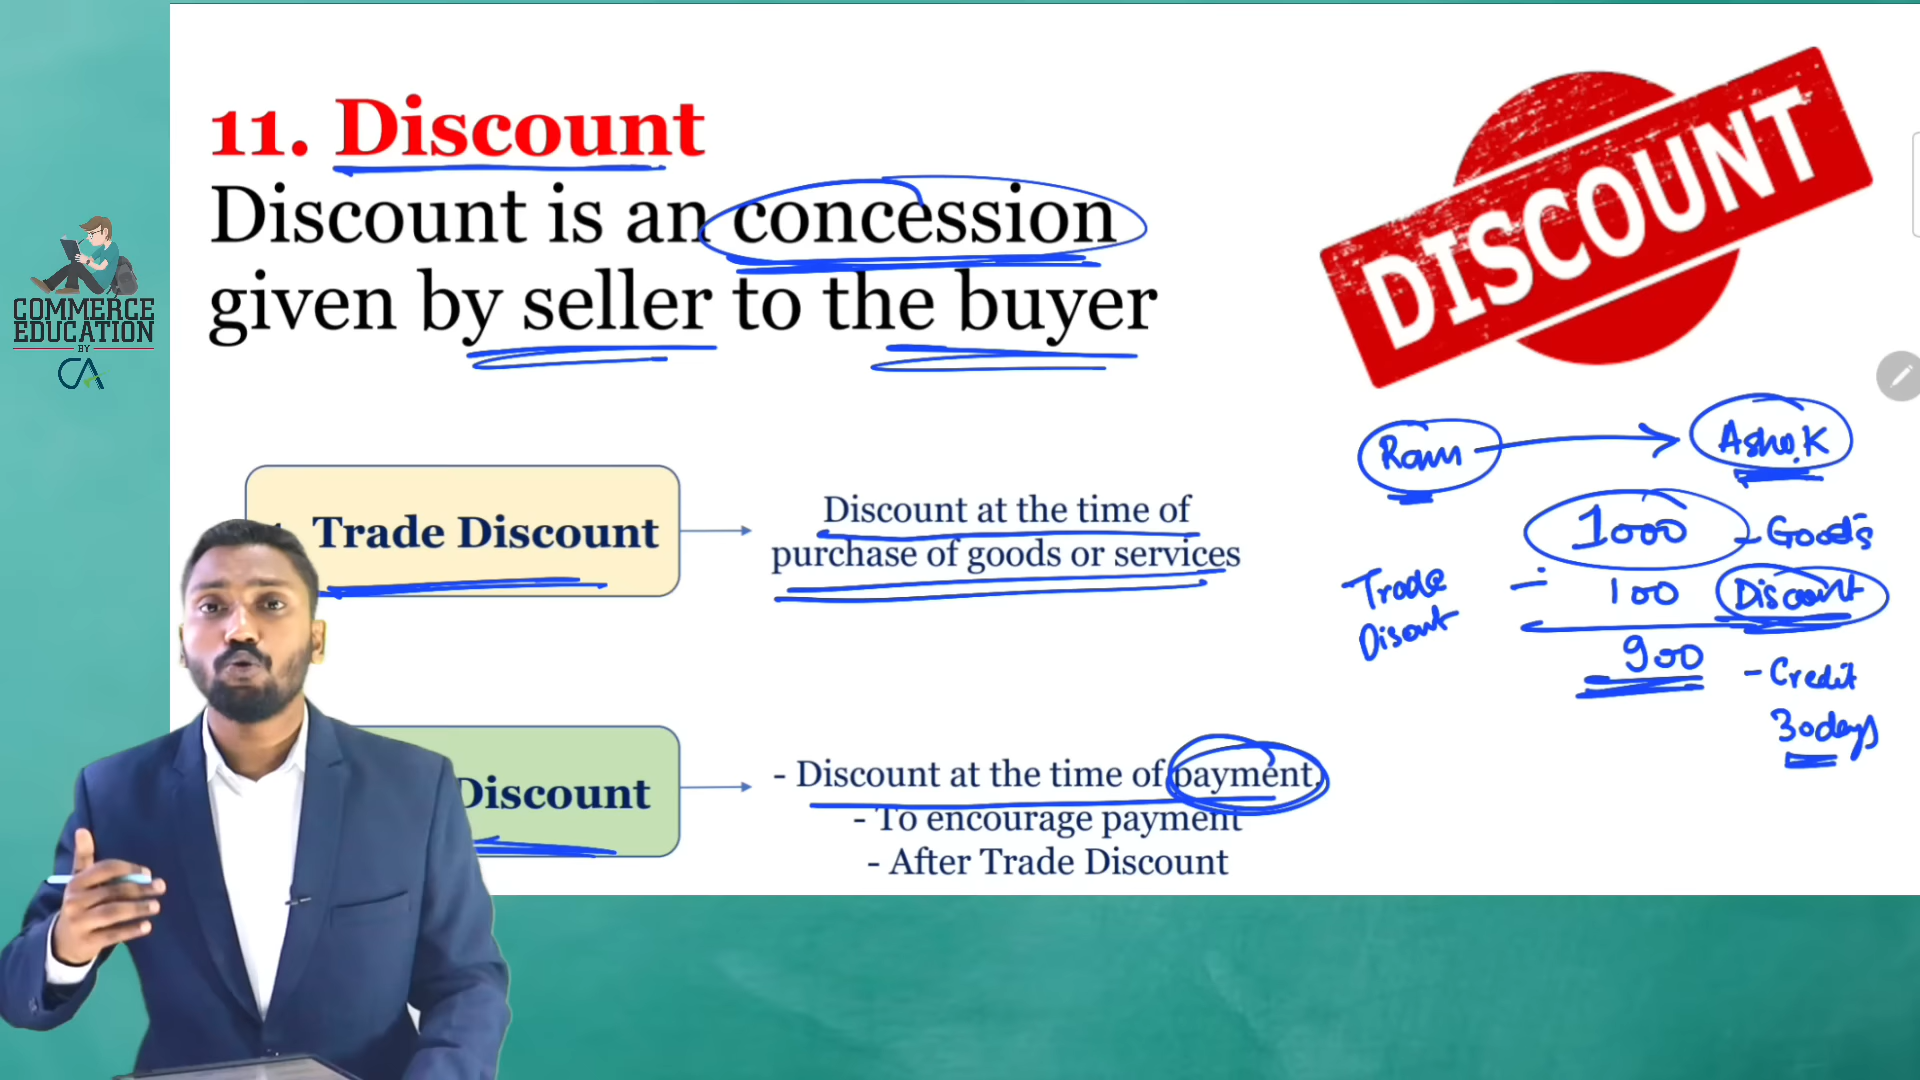 11. Discount
Discount is an concession
given by seller to the buyer
DISCOUNT
COMMERCE
EDUCATION
BY
CA
Trade Discount
Discount at the time of
purchase of goods or services
Discount
- Discount at the time of payment,
- To encourage payment
- After Trade Discount
Ram
Ashok
1000 - Goods
Trade - 100 Discount
Disount
900 - Credit
30days